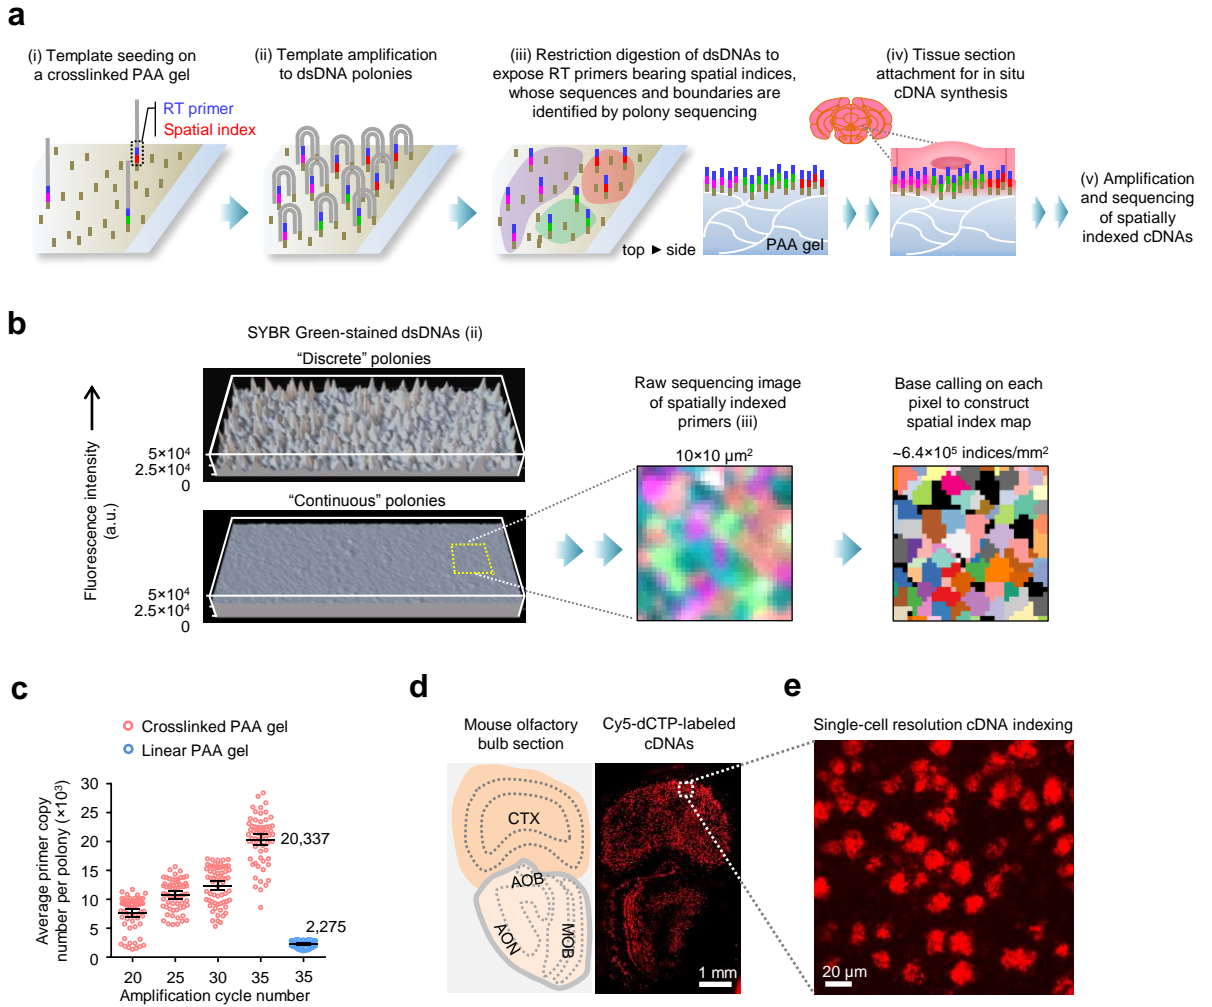 a
(i) Template seeding on
a crosslinked PAA gel
RT primer
Spatial index
(ii) Template amplification
to dsDNA polonies
(iii) Restriction digestion of dsDNAs to
expose RT primers bearing spatial indices,
whose sequences and boundaries are
identified by polony sequencing
top ► side
PAA gel
(iv) Tissue section
attachment for in situ
cDNA synthesis
(v) Amplification
and sequencing
of spatially
indexed cDNAs
b
SYBR Green-stained dsDNAs (ii)
“Discrete” polonies
Fluorescence intensity
(a.u.)
5×10⁴
2.5×10⁴
0
“Continuous” polonies
5×10⁴
2.5×10⁴
0
Raw sequencing image
of spatially indexed
primers (iii)
10×10 µm²
Base calling on each
pixel to construct
spatial index map
~6.4×10⁵ indices/mm²
c
Crosslinked PAA gel
Linear PAA gel
Average primer copy
number per polony (×10³)
30
25
20
15
10
5
0
20,337
2,275
20 25 30 35 35
Amplification cycle number
d
Mouse olfactory
bulb section
CTX
AOB
AON
MOB
Cy5-dCTP-labeled
cDNAs
1 mm
e
Single-cell resolution cDNA indexing
20 µm